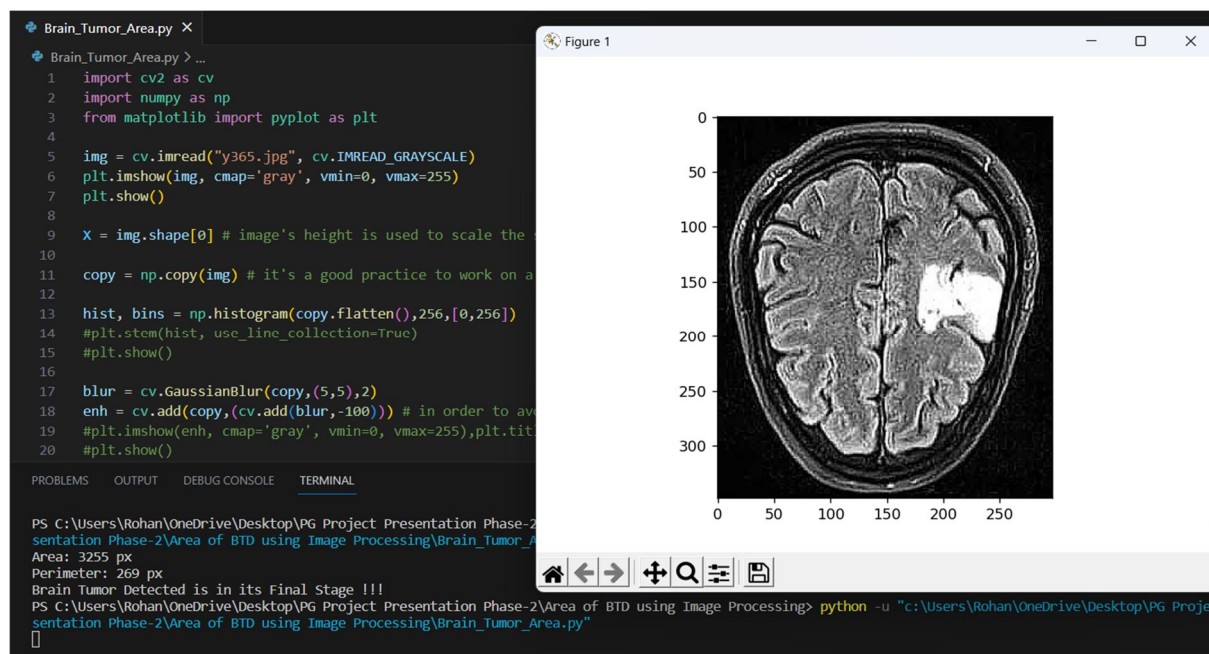 Brain_Tumor_Area.py ×
Brain_Tumor_Area.py > ...
1 import cv2 as cv
2 import numpy as np
3 from matplotlib import pyplot as plt
4
5 img = cv.imread("y365.jpg", cv.IMREAD_GRAYSCALE)
6 plt.imshow(img, cmap='gray', vmin=0, vmax=255)
7 plt.show()
8
9 X = img.shape[0] # image's height is used to scale the
10
11 copy = np.copy(img) # it's a good practice to work on a
12
13 hist, bins = np.histogram(copy.flatten(),256,[0,256])
14 #plt.stem(hist, use_line_collection=True)
15 #plt.show()
16
17 blur = cv.GaussianBlur(copy,(5,5),2)
18 enh = cv.add(copy,(cv.add(blur,-100))) # in order to
19 #plt.imshow(enh, cmap='gray', vmin=0, vmax=255),plt.
20 #plt.show()
PROBLEMS OUTPUT DEBUG CONSOLE TERMINAL
PS C:\Users\Rohan\OneDrive\Desktop\PG Project Presentation Phase-2
sentation Phase-2\Area of BTD using Image Processing\Brain_Tumor_A
Area: 3255 px
Perimeter: 269 px
Brain Tumor Detected is in its Final Stage !!!
PS C:\Users\Rohan\OneDrive\Desktop\PG Project Presentation Phase-2\Area of BTD using Image Processing> python -u "c:\Users\Rohan\OneDrive\Desktop\PG Proje
sentation Phase-2\Area of BTD using Image Processing\Brain_Tumor_Area.py"
Figure 1
0
50
100
150
200
250
300
0 50 100 150 200 250